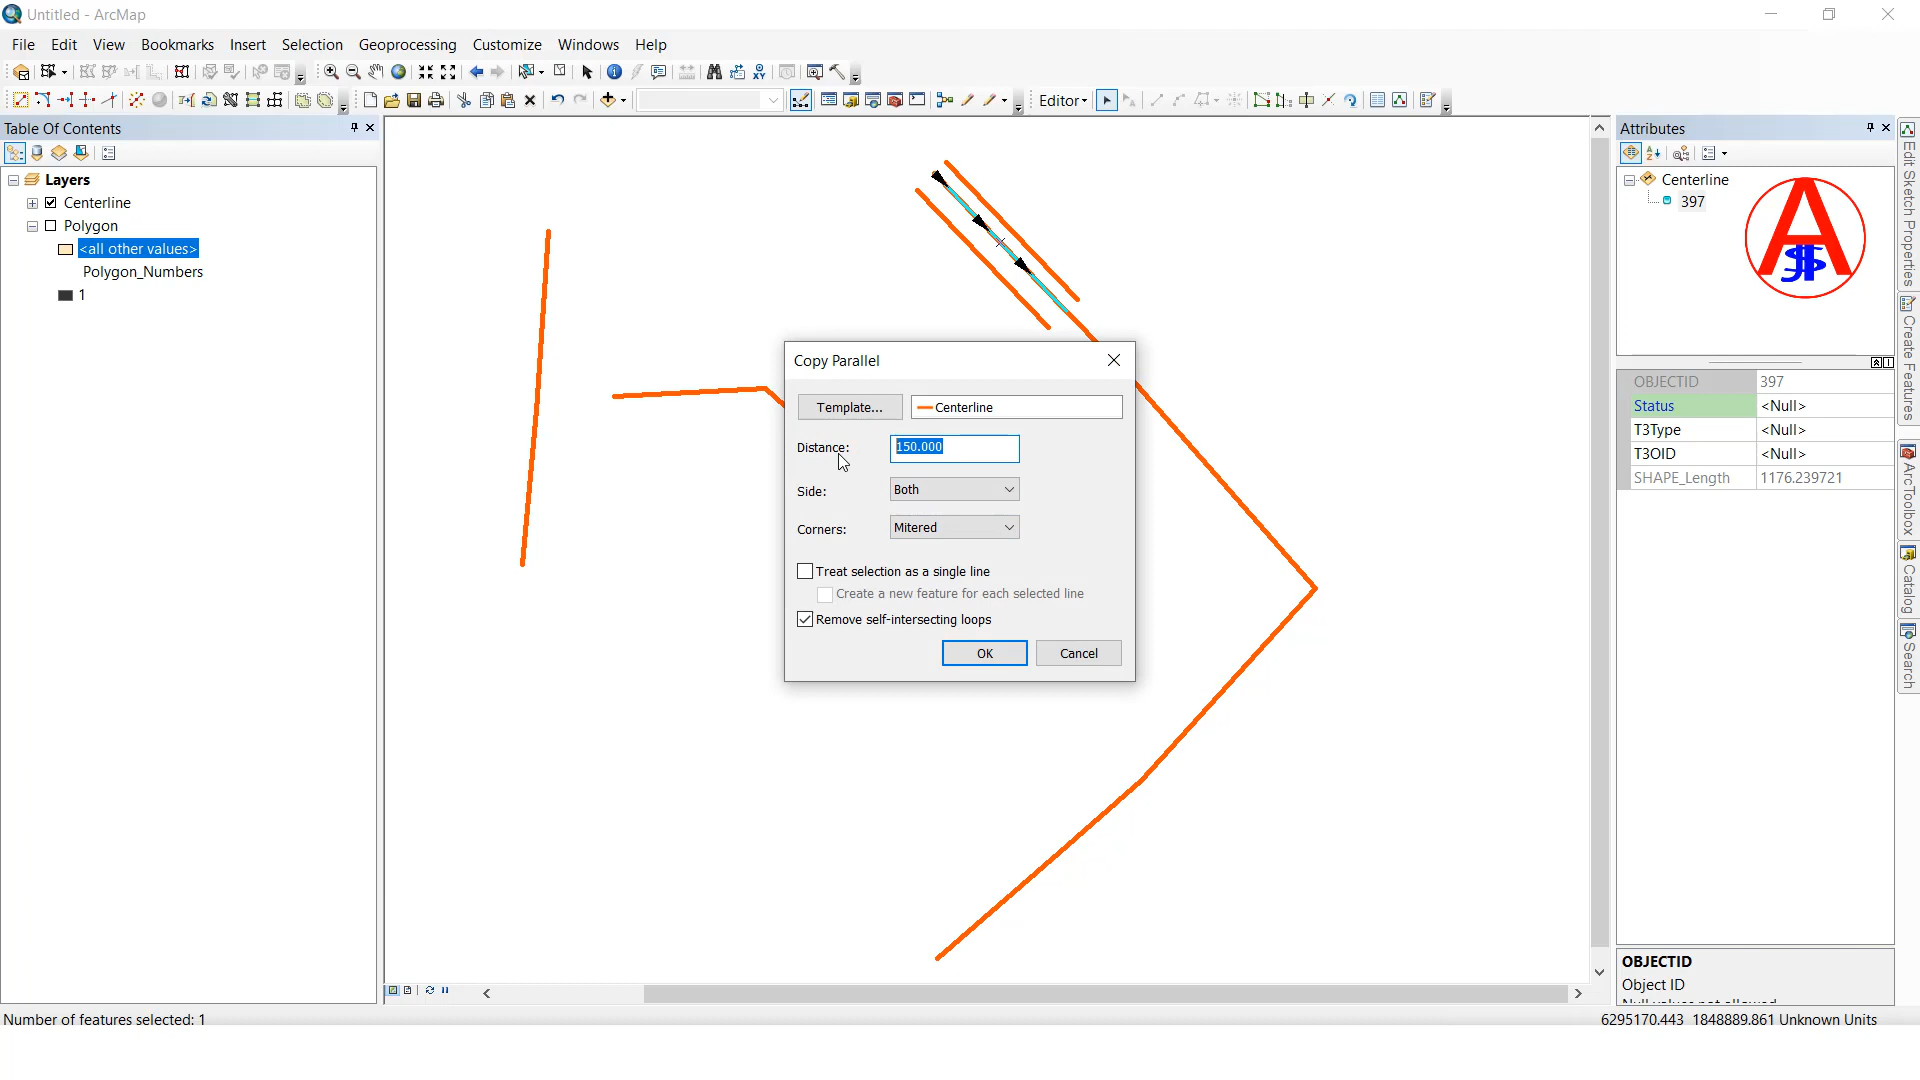 Untitled - ArcMap
File Edit View Bookmarks Insert Selection Geoprocessing Customize Windows Help
Editor
Table Of Contents
Layers
Centerline
Polygon
<all other values>
Polygon_Numbers
1
Copy Parallel
Template... Centerline
Distance: 150.000
Side: Both
Corners: Mitered
Treat selection as a single line
Create a new feature for each selected line
Remove self-intersecting loops
OK Cancel
Attributes
Centerline
397
OBJECTID 397
Status <Null>
T3Type <Null>
T3OID <Null>
SHAPE_Length 1176.239721
OBJECTID
Object ID
Null values not allowed
Edit Sketch Properties
Create Features
ArcToolbox
Catalog
Search
Number of features selected: 1
6295170.443 1848889.861 Unknown Units